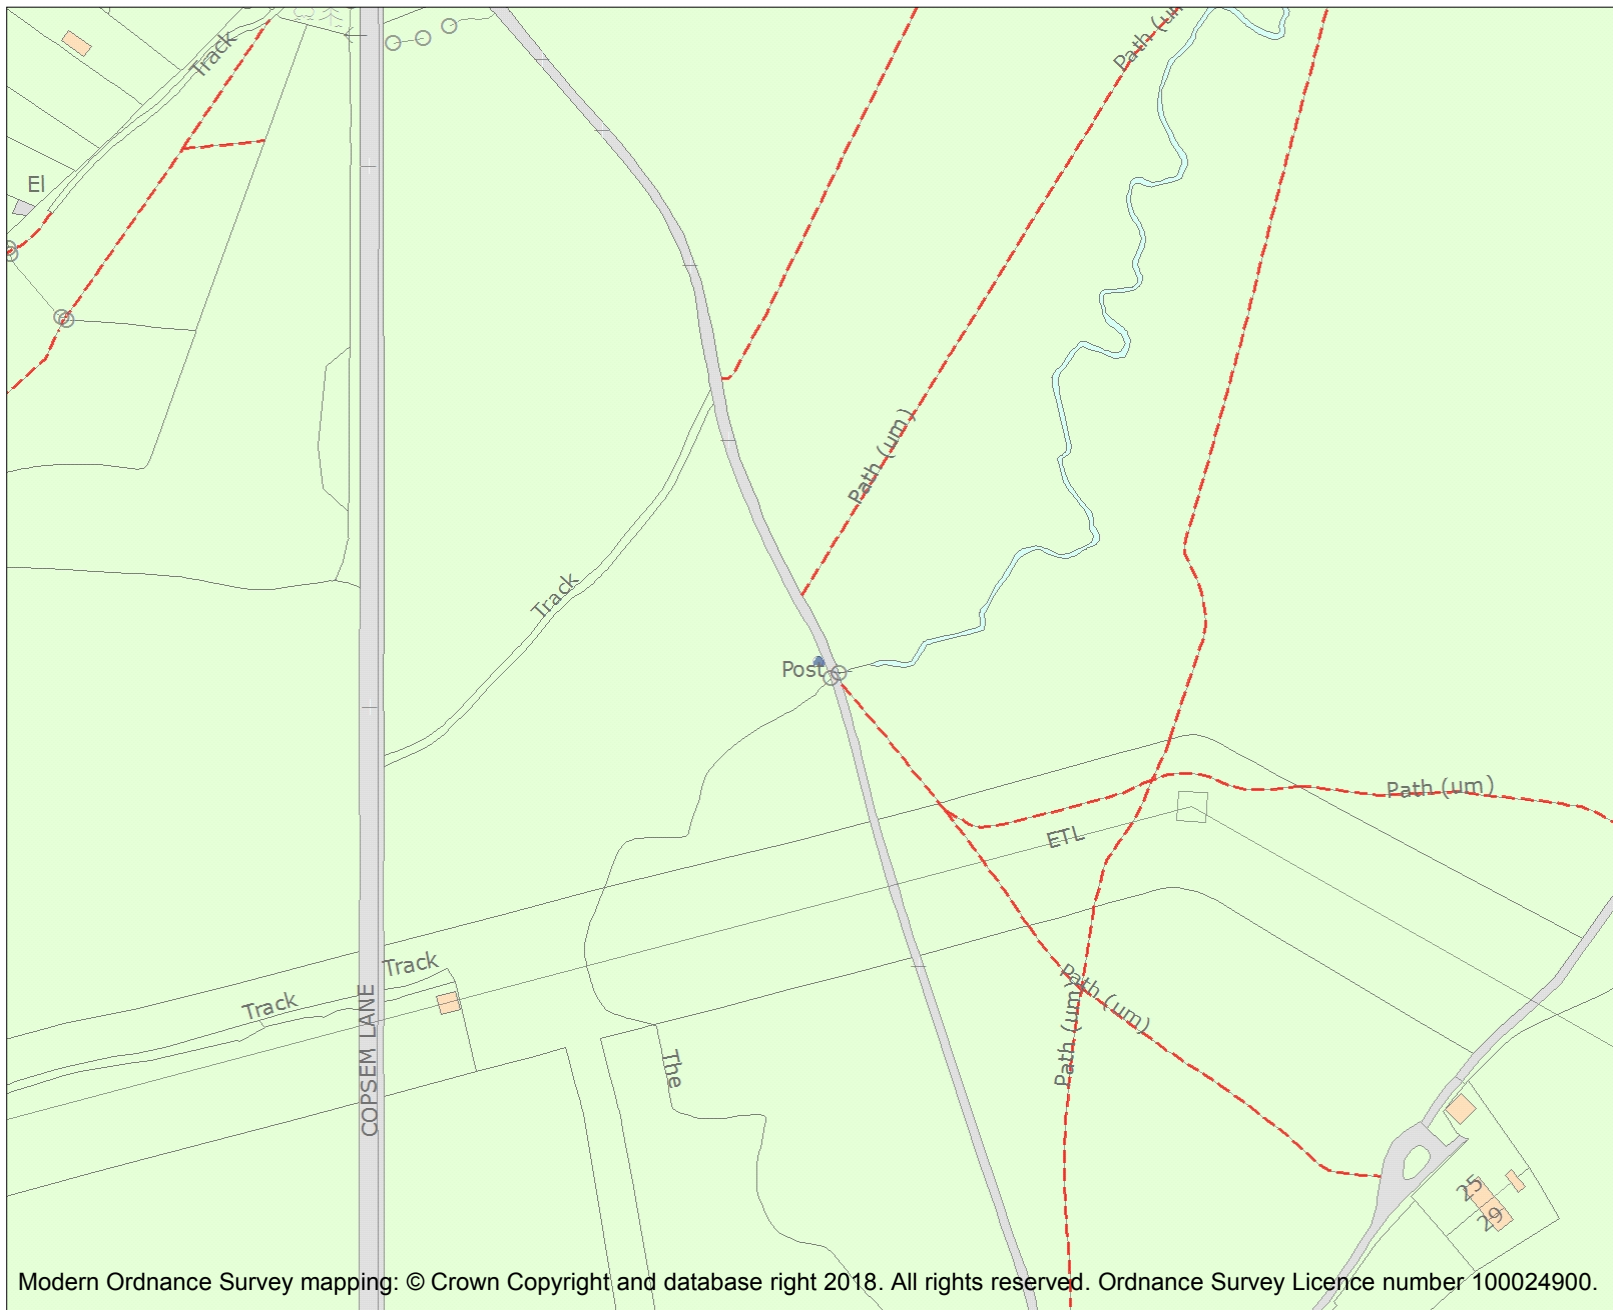 Path (um)
Track
El
Path (um)
Track
Post
Path (um)
ETL
Track
Track
Path (um)
Path (um)
COPSEM LANE
The
25
29
Modern Ordnance Survey mapping: © Crown Copyright and database right 2018. All rights reserved. Ordnance Survey Licence number 100024900.